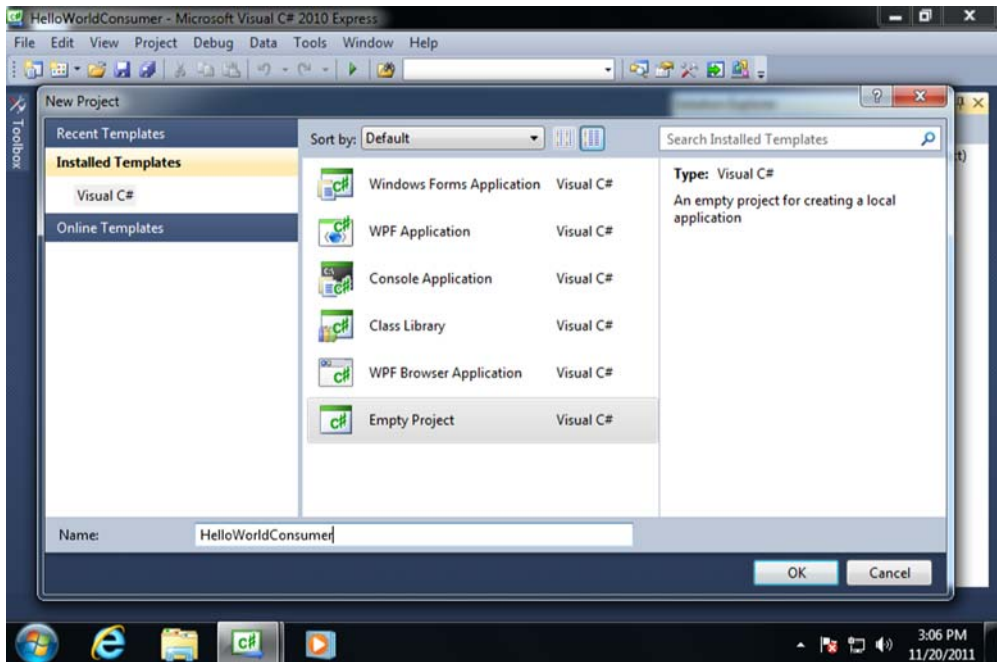 HelloWorldConsumer - Microsoft Visual C# 2010 Express
File Edit View Project Debug Data Tools Window Help
Toolbox
New Project
Recent Templates
Installed Templates
Visual C#
Online Templates
Sort by: Default
Search Installed Templates
Windows Forms Application Visual C#
WPF Application Visual C#
Console Application Visual C#
Class Library Visual C#
WPF Browser Application Visual C#
Empty Project Visual C#
Type: Visual C#
An empty project for creating a local
application
Name: HelloWorldConsumer
OK Cancel
3:06 PM
11/20/2011